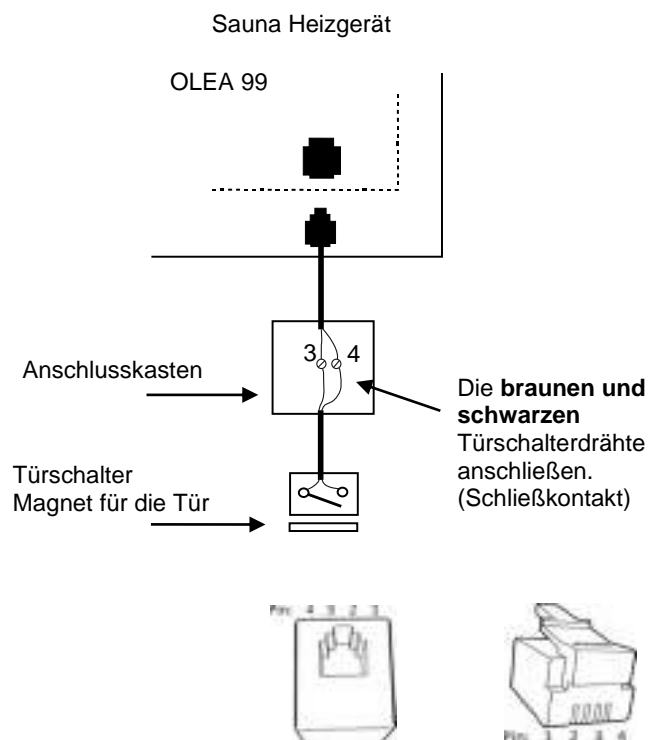 Sauna Heizgerät
OLEA 99
3 4
Anschlusskasten
Die braunen und
schwarzen
Türschalterdrähte
anschließen.
(Schließkontakt)
Türschalter
Magnet für die Tür
Pin: 4 3 2 1
Pin: 1 2 3 4